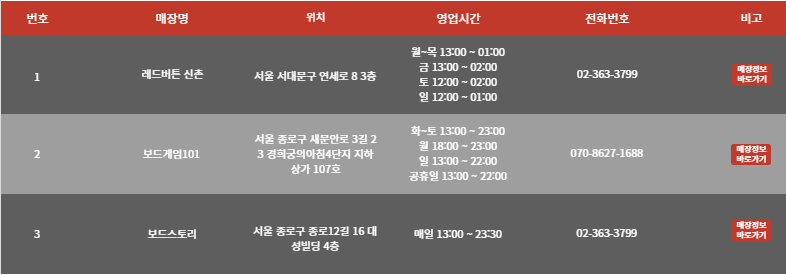 번호 매장명 위치 영업시간 전화번호 비고
1 레드버튼 신촌 서울 서대문구 연세로 8 3층 월~목 13:00 ~ 01:00
금 13:00 ~ 02:00
토 12:00 ~ 02:00
일 12:00 ~ 01:00
02-363-3799
매장정보
바로가기
2 보드게임101 서울 종로구 새문안로 3길 2
3 경희궁의아침4단지 지하
상가 107호
화~토 13:00 ~ 23:00
월 18:00 ~ 23:00
일 13:00 ~ 22:00
공휴일 13:00 ~ 22:00
070-8627-1688
매장정보
바로가기
3 보드스토리 서울 종로구 종로12길 16 대
성빌딩 4층
매일 13:00 ~ 23:30
02-363-3799
매장정보
바로가기